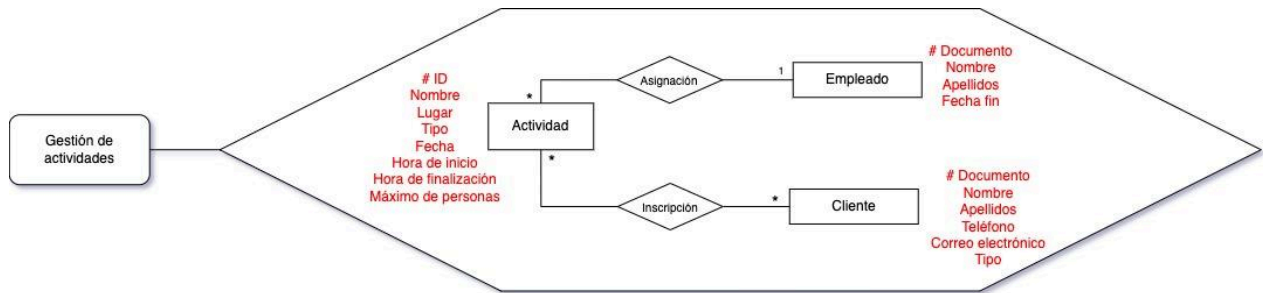 Gestión de
actividades
# ID
Nombre
Lugar
Tipo
Fecha
Hora de inicio
Hora de finalización
Máximo de personas
*
Actividad
*
Asignación
1
Empleado
# Documento
Nombre
Apellidos
Fecha fin
Inscripción
*
Cliente
# Documento
Nombre
Apellidos
Teléfono
Correo electrónico
Tipo